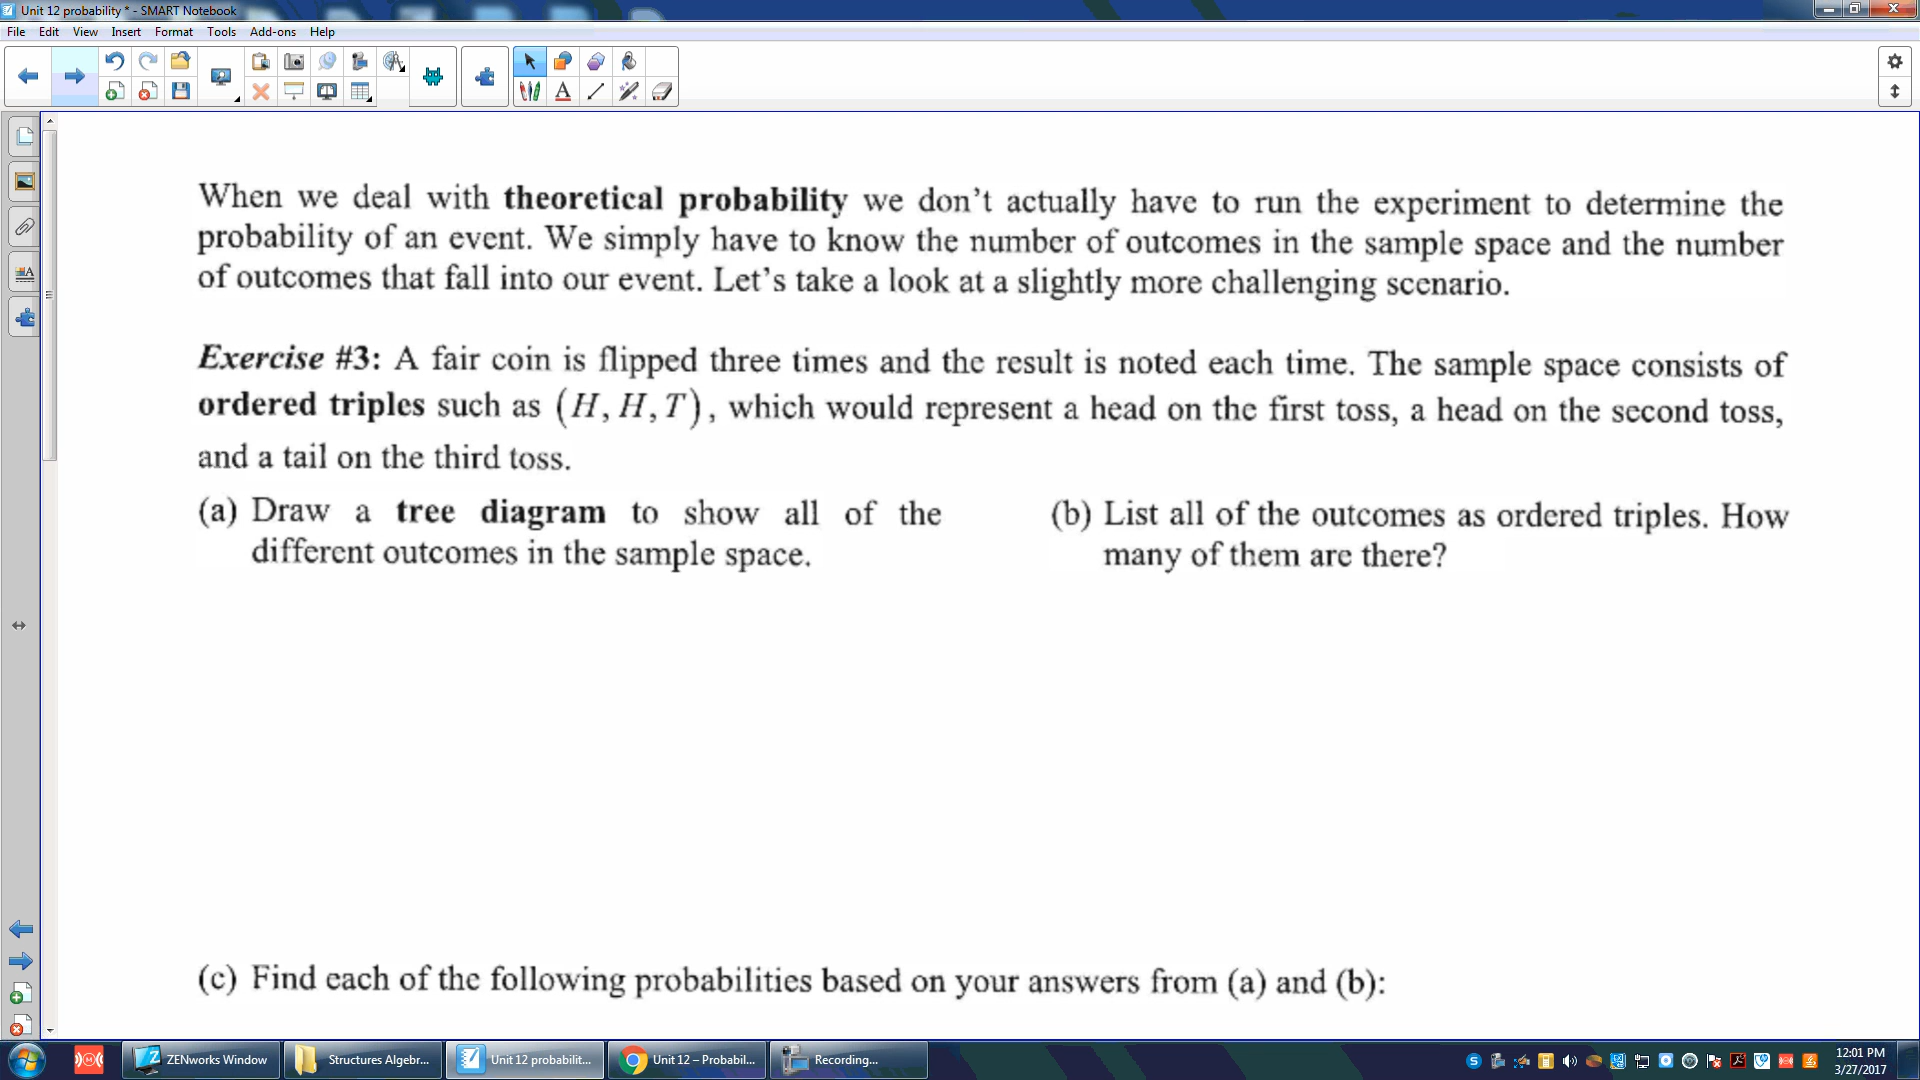 Unit 12 probability * - SMART Notebook
File Edit View Insert Format Tools Add-ons Help
When we deal with theoretical probability we don't actually have to run the experiment to determine the
probability of an event. We simply have to know the number of outcomes in the sample space and the number
of outcomes that fall into our event. Let's take a look at a slightly more challenging scenario.
Exercise #3: A fair coin is flipped three times and the result is noted each time. The sample space consists of
ordered triples such as (H, H, T), which would represent a head on the first toss, a head on the second toss,
and a tail on the third toss.
(a) Draw a tree diagram to show all of the
different outcomes in the sample space.
(b) List all of the outcomes as ordered triples. How
many of them are there?
(c) Find each of the following probabilities based on your answers from (a) and (b):
ZENworks Window
Structures Algebr...
Unit 12 probabilit...
Unit 12 – Probabil...
Recording...
12:01 PM
3/27/2017